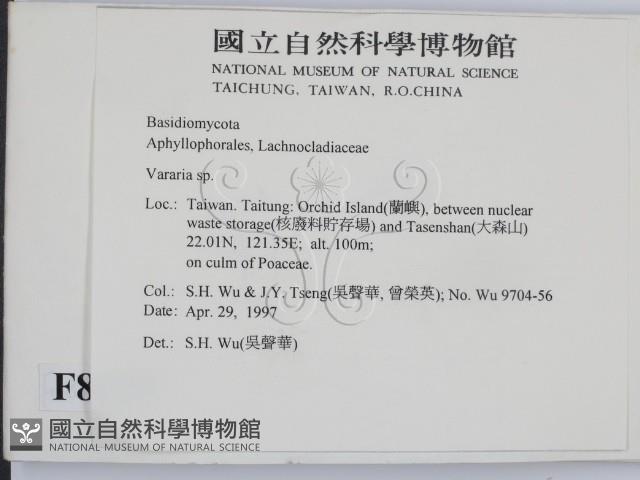 國立自然科學博物館
NATIONAL MUSEUM OF NATURAL SCIENCE
TAICHUNG, TAIWAN, R.O.CHINA
Basidiomycota
Aphyllophorales, Lachnocladiaceae
Vararia sp.
Loc.: Taiwan. Taitung: Orchid Island(蘭嶼), between nuclear
waste storage(核廢料貯存場) and Tasenshan(大森山)
22.01N, 121.35E; alt. 100m;
on culm of Poaceae.
Col.: S.H. Wu & J.Y. Tseng(吳聲華, 曾榮英); No. Wu 9704-56
Date: Apr. 29, 1997
Det.: S.H. Wu(吳聲華)
F8
國立自然科學博物館
NATIONAL MUSEUM OF NATURAL SCIENCE